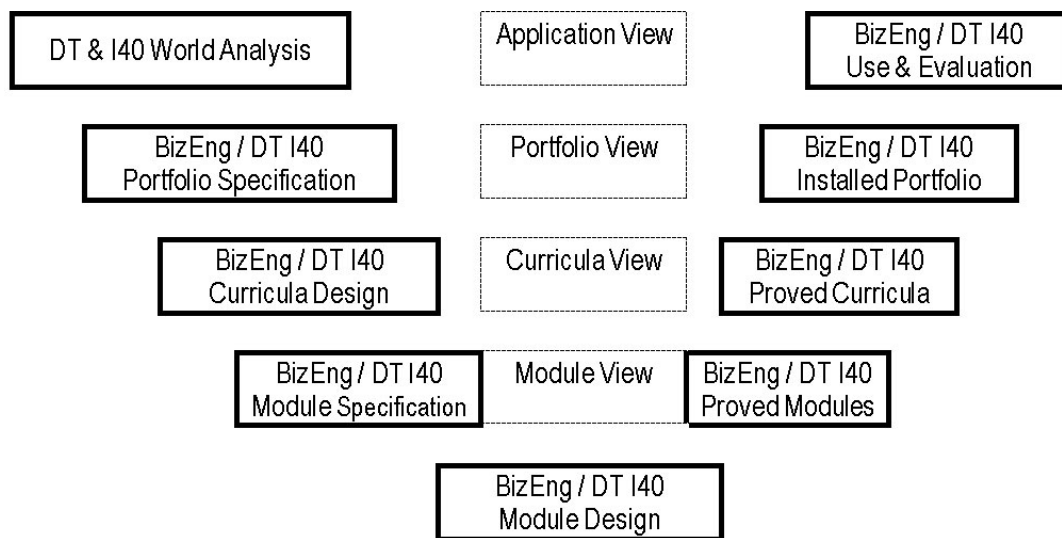 DT & I40 World Analysis
Application View
BizEng / DT I40
Use & Evaluation
BizEng / DT I40
Portfolio Specification
Portfolio View
BizEng / DT I40
Installed Portfolio
BizEng / DT I40
Curricula Design
Curricula View
BizEng / DT I40
Proved Curricula
BizEng / DT I40
Module Specification
Module View
BizEng / DT I40
Proved Modules
BizEng / DT I40
Module Design